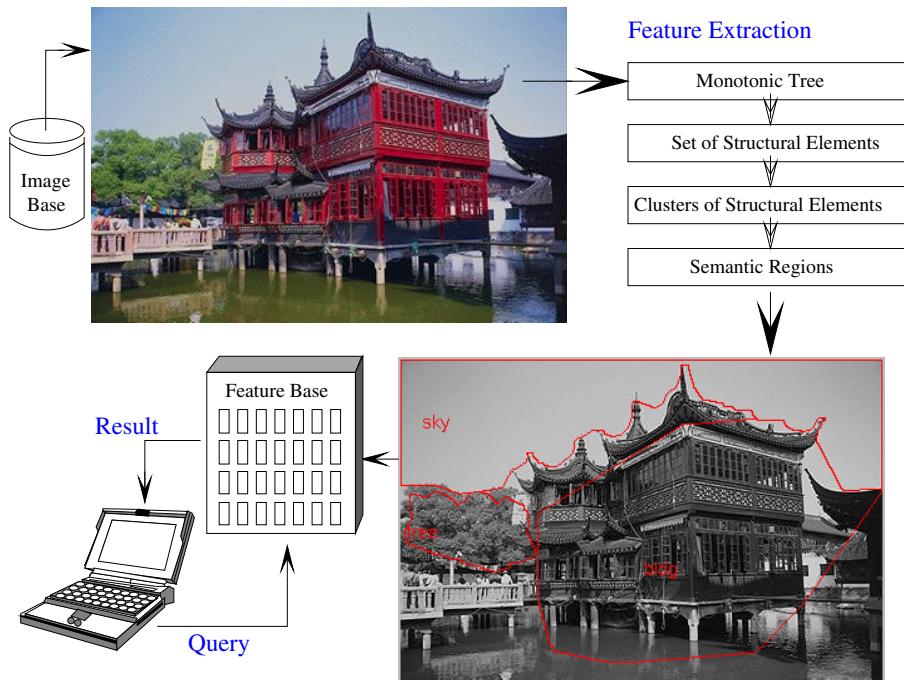 Feature Extraction
Monotonic Tree
Set of Structural Elements
Clusters of Structural Elements
Semantic Regions
Image
Base
Feature Base
Result
Query
sky
tree
bldg